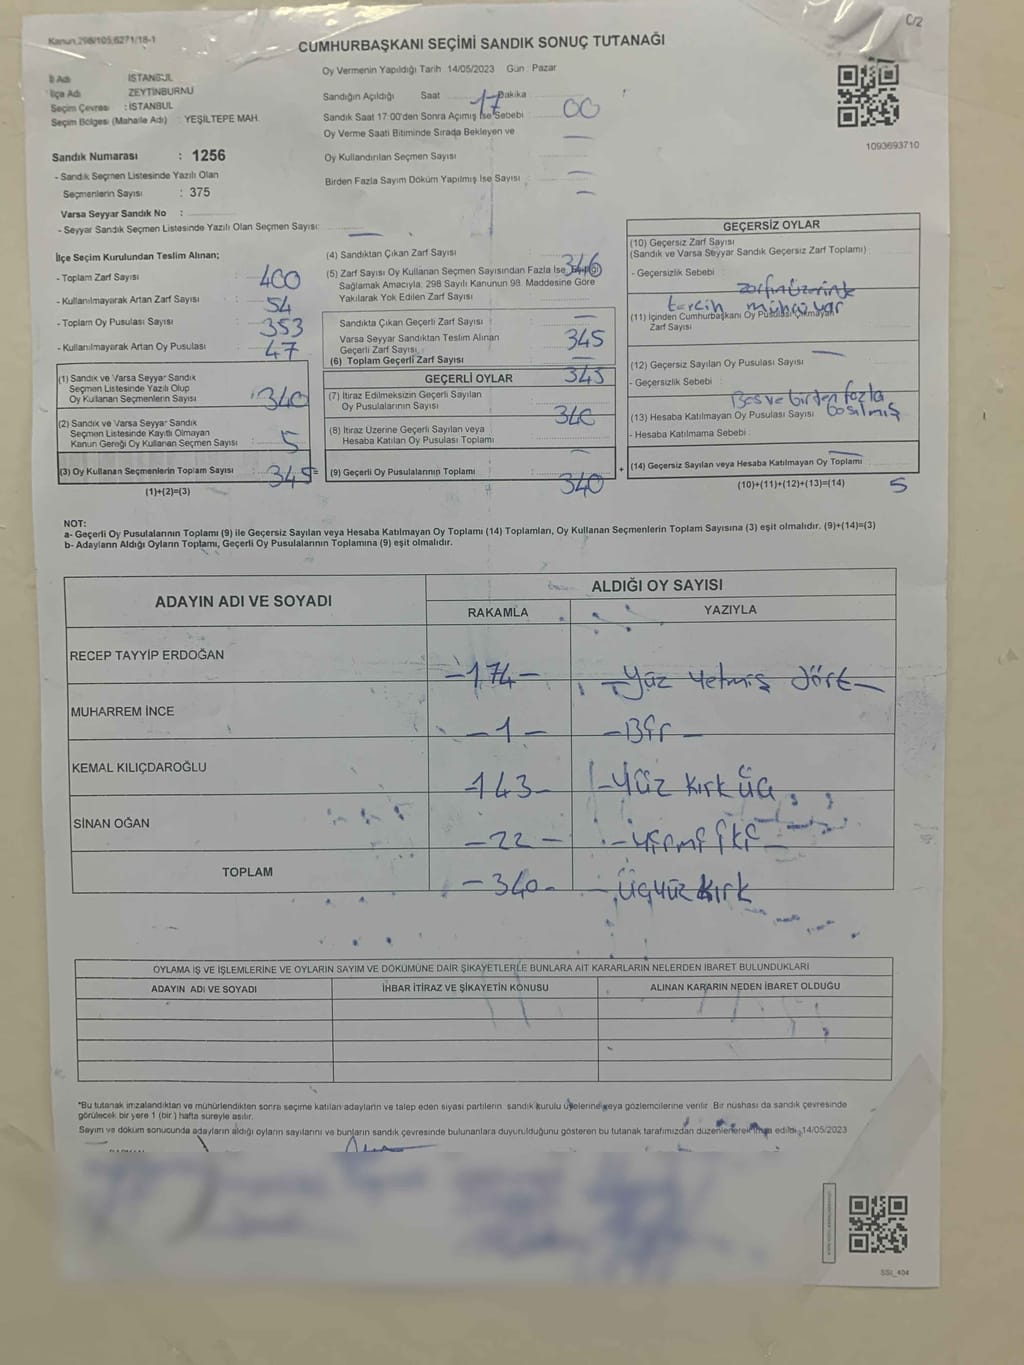 C/2
Kanun 298/105,6271/18-1
CUMHURBAŞKANI SEÇİMİ SANDIK SONUÇ TUTANAĞI
İl Adı İSTANBUL
İlçe Adı ZEYTİNBURNU
Seçim Çevresi : İSTANBUL
Seçim Bölgesi (Mahalle Adı) YEŞİLTEPE MAH.
Oy Vermenin Yapıldığı Tarih 14/05/2023 Gün : Pazar
Sandığın Açıldığı Saat 17 Dakika 00
Sandık Saat 17:00'den Sonra Açımış İse Sebebi
Oy Verme Saati Bitiminde Sırada Bekleyen ve
Oy Kullandırılan Seçmen Sayısı
Birden Fazla Sayım Döküm Yapılmış İse Sayısı
1093693710
Sandık Numarası : 1256
- Sandık Seçmen Listesinde Yazılı Olan
Seçmenlerin Sayısı : 375
Varsa Seyyar Sandık No :
- Seyyar Sandık Seçmen Listesinde Yazılı Olan Seçmen Sayısı:
İlçe Seçim Kurulundan Teslim Alınan;
- Toplam Zarf Sayısı : 400
- Kullanılmayarak Artan Zarf Sayısı : 54
- Toplam Oy Pusulası Sayısı : 353
- Kullanılmayarak Artan Oy Pusulası : 47
(1) Sandık ve Varsa Seyyar Sandık
Seçmen Listesinde Yazılı Olup
Oy Kullanan Seçmenlerin Sayısı : 340
(2) Sandık ve Varsa Seyyar Sandık
Seçmen Listesinde Kayıtlı Olmayan
Kanun Gereği Oy Kullanan Seçmen Sayısı : 5
(3) Oy Kullanan Seçmenlerin Toplam Sayısı : 345 =
(1)+(2)=(3)
(4) Sandıktan Çıkan Zarf Sayısı 346
(5) Zarf Sayısı Oy Kullanan Seçmen Sayısından Fazla İse
Sağlamak Amacıyla, 298 Sayılı Kanunun 98. Maddesine Göre
Yakılarak Yok Edilen Zarf Sayısı
Sandıkta Çıkan Geçerli Zarf Sayısı : 345
Varsa Seyyar Sandıktan Teslim Alınan
Geçerli Zarf Sayısı :
(6) Toplam Geçerli Zarf Sayısı 345
GEÇERLİ OYLAR
(7) İtiraz Edilmeksizin Geçerli Sayılan
Oy Pusulalarının Sayısı 340
(8) İtiraz Üzerine Geçerli Sayılan veya
Hesaba Katılan Oy Pusulası Toplamı
(9) Geçerli Oy Pusulalarının Toplamı : 340 +
GEÇERSİZ OYLAR
(10) Geçersiz Zarf Sayısı
(Sandık ve Varsa Seyyar Sandık Geçersiz Zarf Toplamı)
- Geçersizlik Sebebi : zarfın üzerinde
tercih mührü var
(11) İçinden Cumhurbaşkanı Oy Pusulası Çıkmayan
Zarf Sayısı
(12) Geçersiz Sayılan Oy Pusulası Sayısı
- Geçersizlik Sebebi : Boş ve birden fazla
basılmış
(13) Hesaba Katılmayan Oy Pusulası Sayısı
- Hesaba Katılmama Sebebi :
(14) Geçersiz Sayılan veya Hesaba Katılmayan Oy Toplamı
(10)+(11)+(12)+(13)=(14) 5
NOT:
a- Geçerli Oy Pusulalarının Toplamı (9) ile Geçersiz Sayılan veya Hesaba Katılmayan Oy Toplamı (14) Toplamları, Oy Kullanan Seçmenlerin Toplam Sayısına (3) eşit olmalıdır. (9)+(14)=(3)
b- Adayların Aldığı Oyların Toplamı, Geçerli Oy Pusulalarının Toplamına (9) eşit olmalıdır.
ADAYIN ADI VE SOYADI ALDIĞI OY SAYISI
RAKAMLA YAZIYLA
RECEP TAYYİP ERDOĞAN -174- -Yüz Yetmiş dört-
MUHARREM İNCE -1- -Bir-
KEMAL KILIÇDAROĞLU -143- -Yüz Kırk üç
SİNAN OĞAN -22- -Yirmi iki-
TOPLAM -340- -üçyüz kırk
OYLAMA İŞ VE İŞLEMLERİNE VE OYLARIN SAYIM VE DÖKÜMÜNE DAİR ŞİKAYETLERLE BUNLARA AİT KARARLARIN NELERDEN İBARET BULUNDUKLARI
ADAYIN ADI VE SOYADI İHBAR İTİRAZ VE ŞİKAYETİN KONUSU ALINAN KARARIN NEDEN İBARET OLDUĞU
*Bu tutanak imzalandıktan ve mühürlendikten sonra seçime katılan adayların ve talep eden siyasi partilerin sandık kurulu üyelerine veya gözlemcilerine verilir. Bir nüshası da sandık çevresinde
görülecek bir yere 1 (bir) hafta süreyle asılır.
Sayım ve döküm sonucunda adayların aldığı oyların sayılarını ve bunların sandık çevresinde bulunanlara duyurulduğunu gösteren bu tutanak tarafımızdan düzenlenerek imza edildi. 14/05/2023
SSI_404